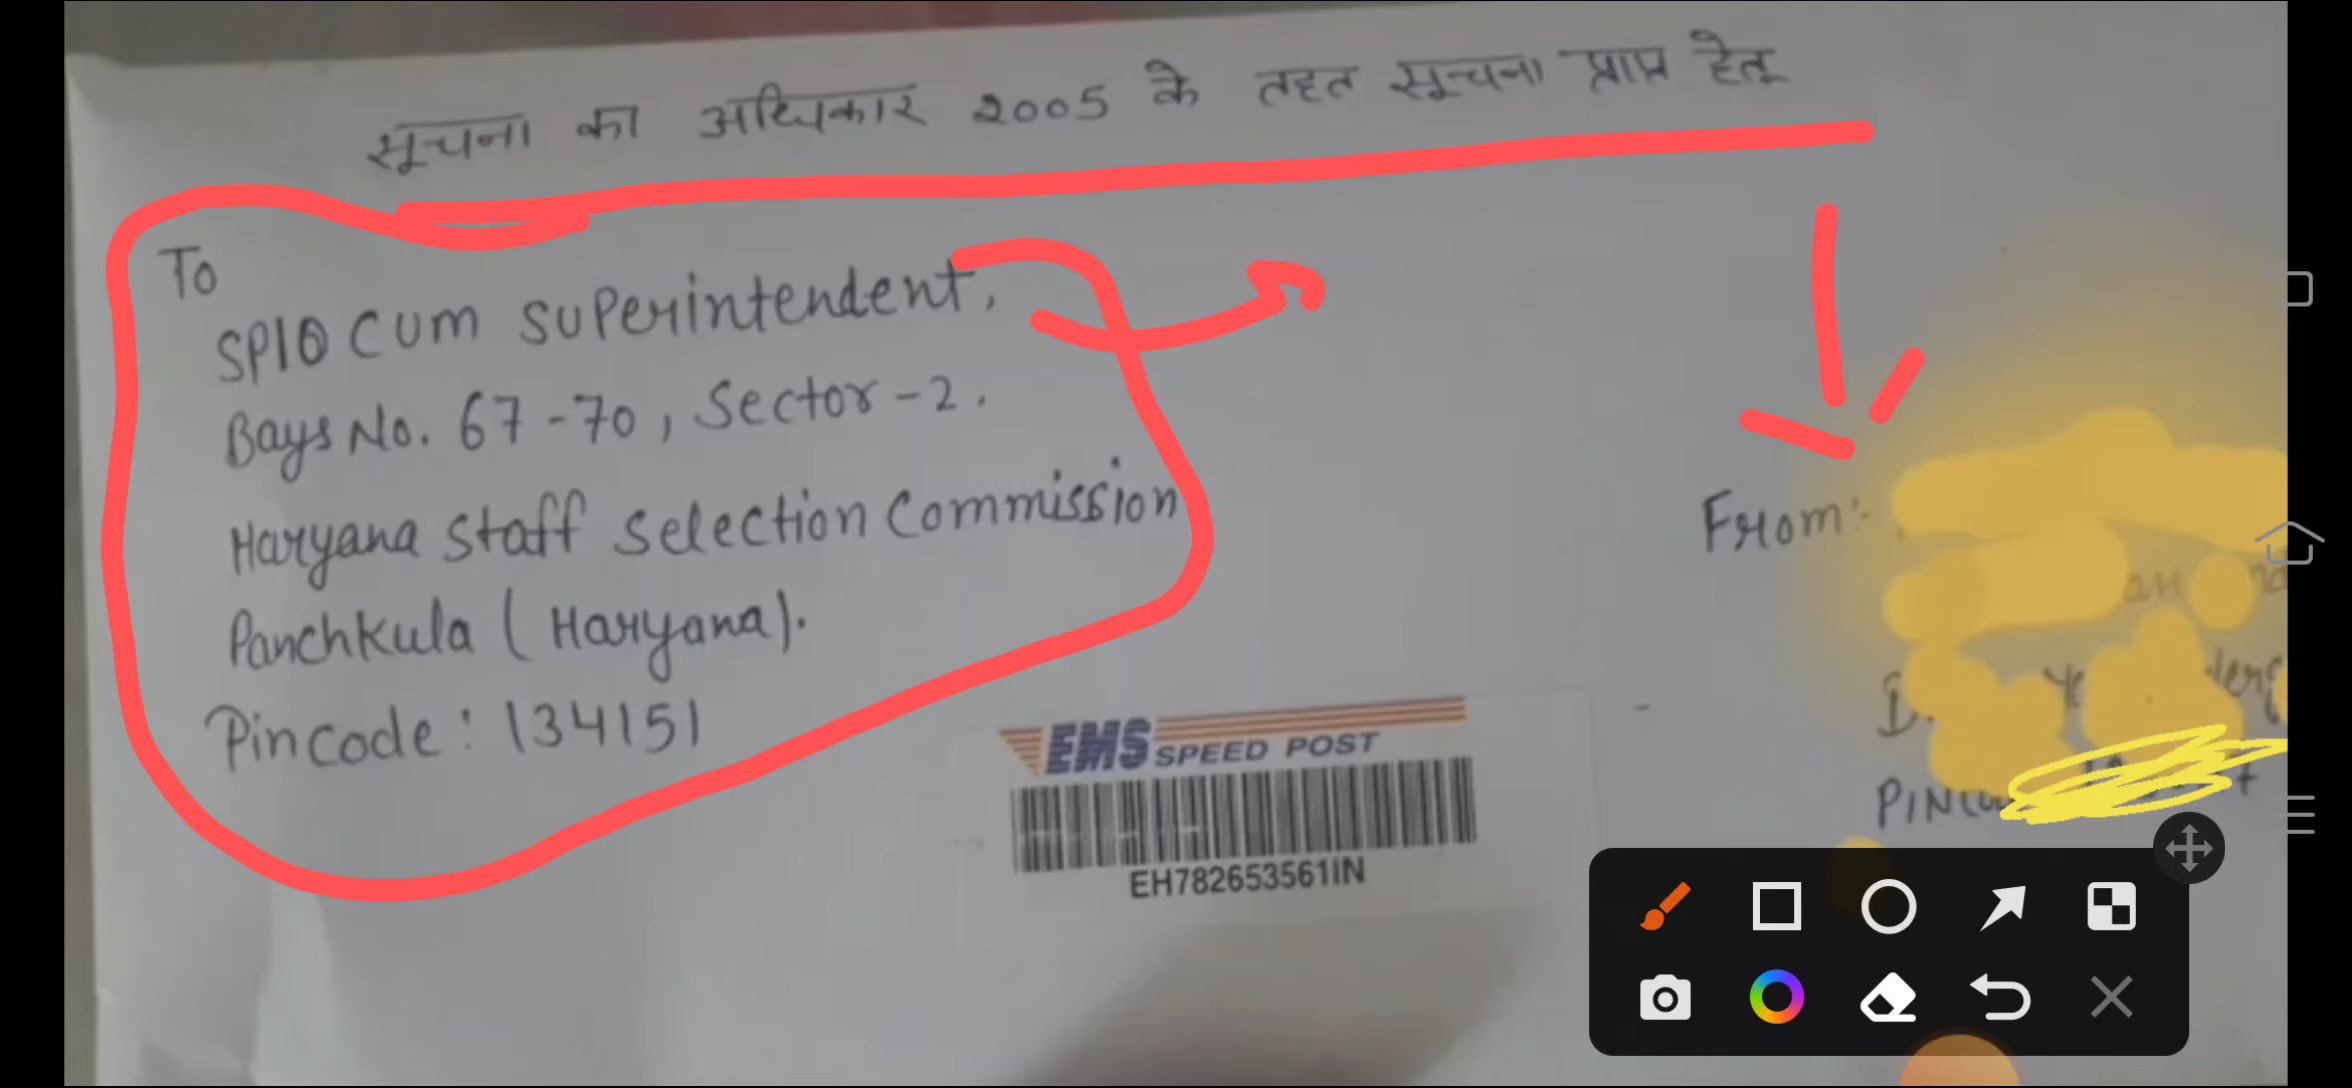 सूचना का अधिकार 2005 के तहत सूचना प्राप्त हेतू
To
SPIO Cum Superintendent,
Bays No. 67-70, Sector-2.
Haryana Staff Selection Commission
Panchkula (Haryana).
Pincode: 134151
From:-
EMS SPEED POST
EH782653561IN